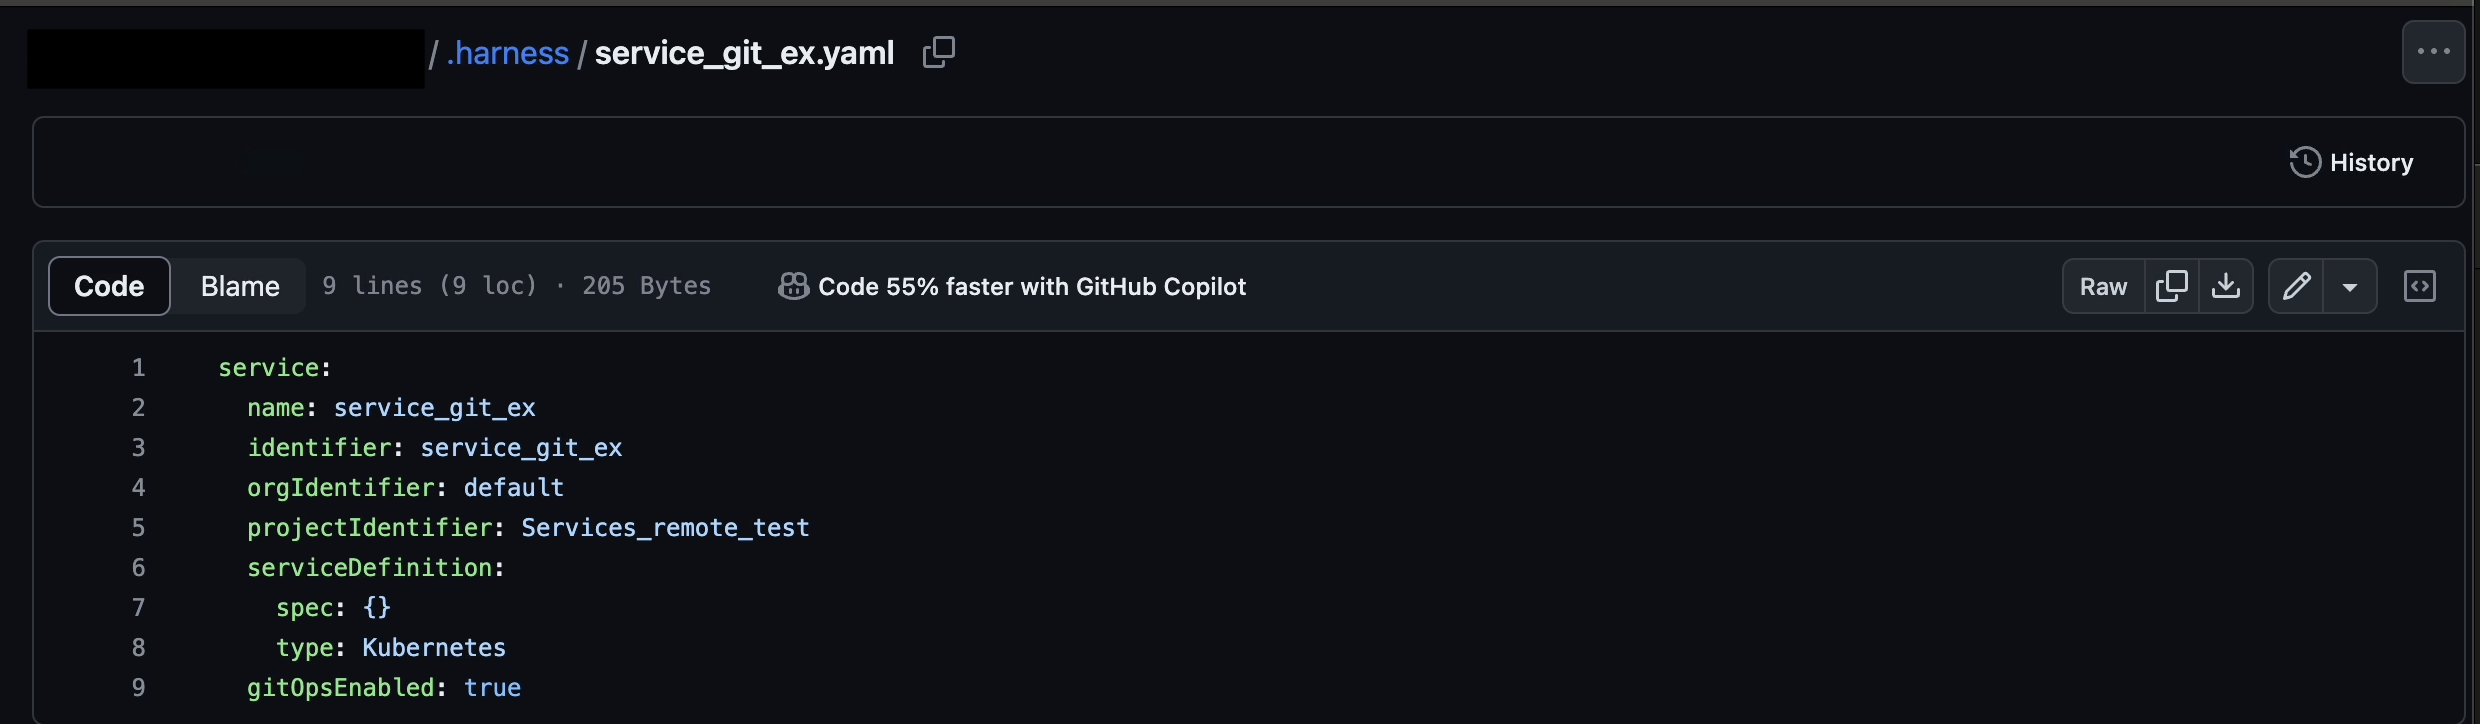 / .harness / service_git_ex.yaml
History
Code Blame 9 lines (9 loc) · 205 Bytes Code 55% faster with GitHub Copilot Raw
1 service:
2   name: service_git_ex
3   identifier: service_git_ex
4   orgIdentifier: default
5   projectIdentifier: Services_remote_test
6   serviceDefinition:
7     spec: {}
8     type: Kubernetes
9   gitOpsEnabled: true